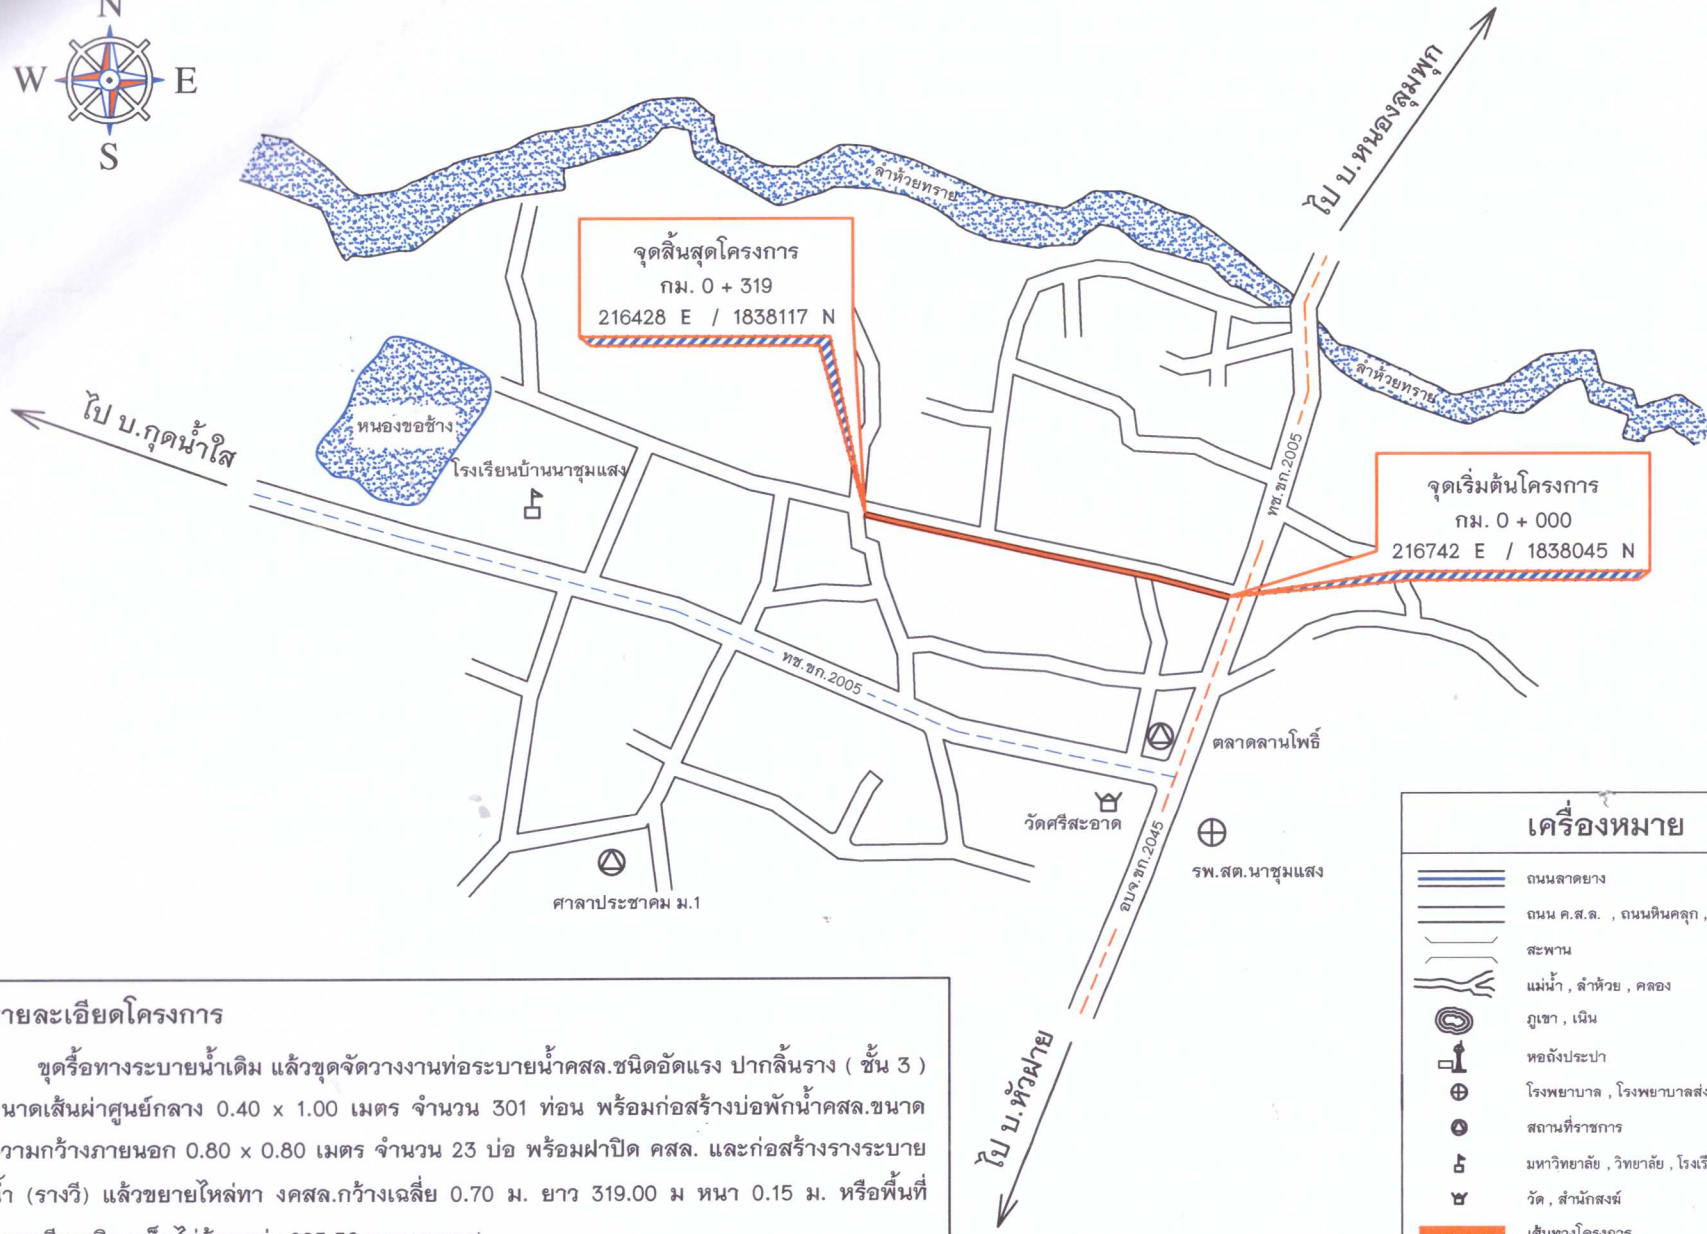 N
W E
S
ไป บ.หนองลุมพุก
ลำห้วยทราย
จุดสิ้นสุดโครงการ
กม. 0 + 319
216428 E / 1838117 N
ลำห้วยทราย
ไป บ.กุดน้ำใส
หนองขอช้าง
โรงเรียนบ้านนาชุมแสง
ทช.ขก.2005
จุดเริ่มต้นโครงการ
กม. 0 + 000
216742 E / 1838045 N
ทช.ขก.2005
ตลาดลานโพธิ์
วัดศรีสะอาด
อบจ.ขก.2045
รพ.สต.นาชุมแสง
ศาลาประชาคม ม.1
ไป บ.หัวฝาย
เครื่องหมาย
ถนนลาดยาง
ถนน ค.ส.ล. , ถนนหินคลุก ,
สะพาน
แม่น้ำ , ลำห้วย , คลอง
ภูเขา , เนิน
หอถังประปา
โรงพยาบาล , โรงพยาบาลส่ง
สถานที่ราชการ
มหาวิทยาลัย , วิทยาลัย , โรงเรี
วัด , สำนักสงฆ์
เส้นทางโครงการ
ายละเอียดโครงการ
ขุดรื้อทางระบายน้ำเดิม แล้วขุดจัดวางงานท่อระบายน้ำคสล.ชนิดอัดแรง ปากลิ้นราง ( ชั้น 3 )
นาดเส้นผ่าศูนย์กลาง 0.40 x 1.00 เมตร จำนวน 301 ท่อน พร้อมก่อสร้างบ่อพักน้ำคสล.ขนาด
วามกว้างภายนอก 0.80 x 0.80 เมตร จำนวน 23 บ่อ พร้อมฝาปิด คสล. และก่อสร้างรางระบาย
น้ำ (รางวี) แล้วขยายไหล่ทา งคสล.กว้างเฉลี่ย 0.70 ม. ยาว 319.00 ม หนา 0.15 ม. หรือพื้นที่